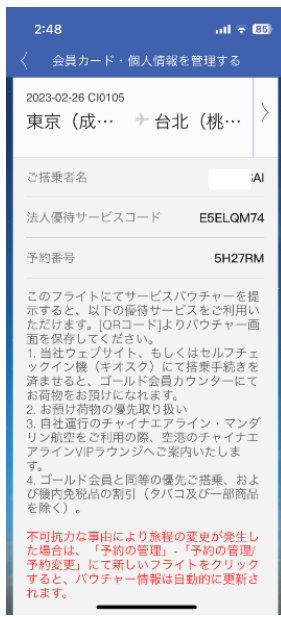 2:48
85
会員カード・個人情報を管理する
2023-02-26 CI0105
東京（成… 台北（桃…
ご搭乗者名 AI
法人優待サービスコード E5ELQM74
予約番号 5H27RM
このフライトにてサービスバウチャーを提
示すると、以下の優待サービスをご利用い
ただけます。[QRコード]よりバウチャー画
面を保存してください。
1. 当社ウェブサイト、もしくはセルフチェ
ックイン機（キオスク）にて搭乗手続きを
済ませると、ゴールド会員カウンターにて
お荷物をお預けになれます。
2. お預け荷物の優先取り扱い
3. 自社運行のチャイナエアライン・マンダ
リン航空をご利用の際、空港のチャイナエ
アラインVIPラウンジへご案内いたしま
す。
4. ゴールド会員と同等の優先ご搭乗、およ
び機内免税品の割引（タバコ及び一部商品
を除く）。
不可抗力な事由により旅程の変更が発生し
た場合は、「予約の管理」-「予約の管理/
予約変更」にて新しいフライトをクリック
すると、バウチャー情報は自動的に更新さ
れます。